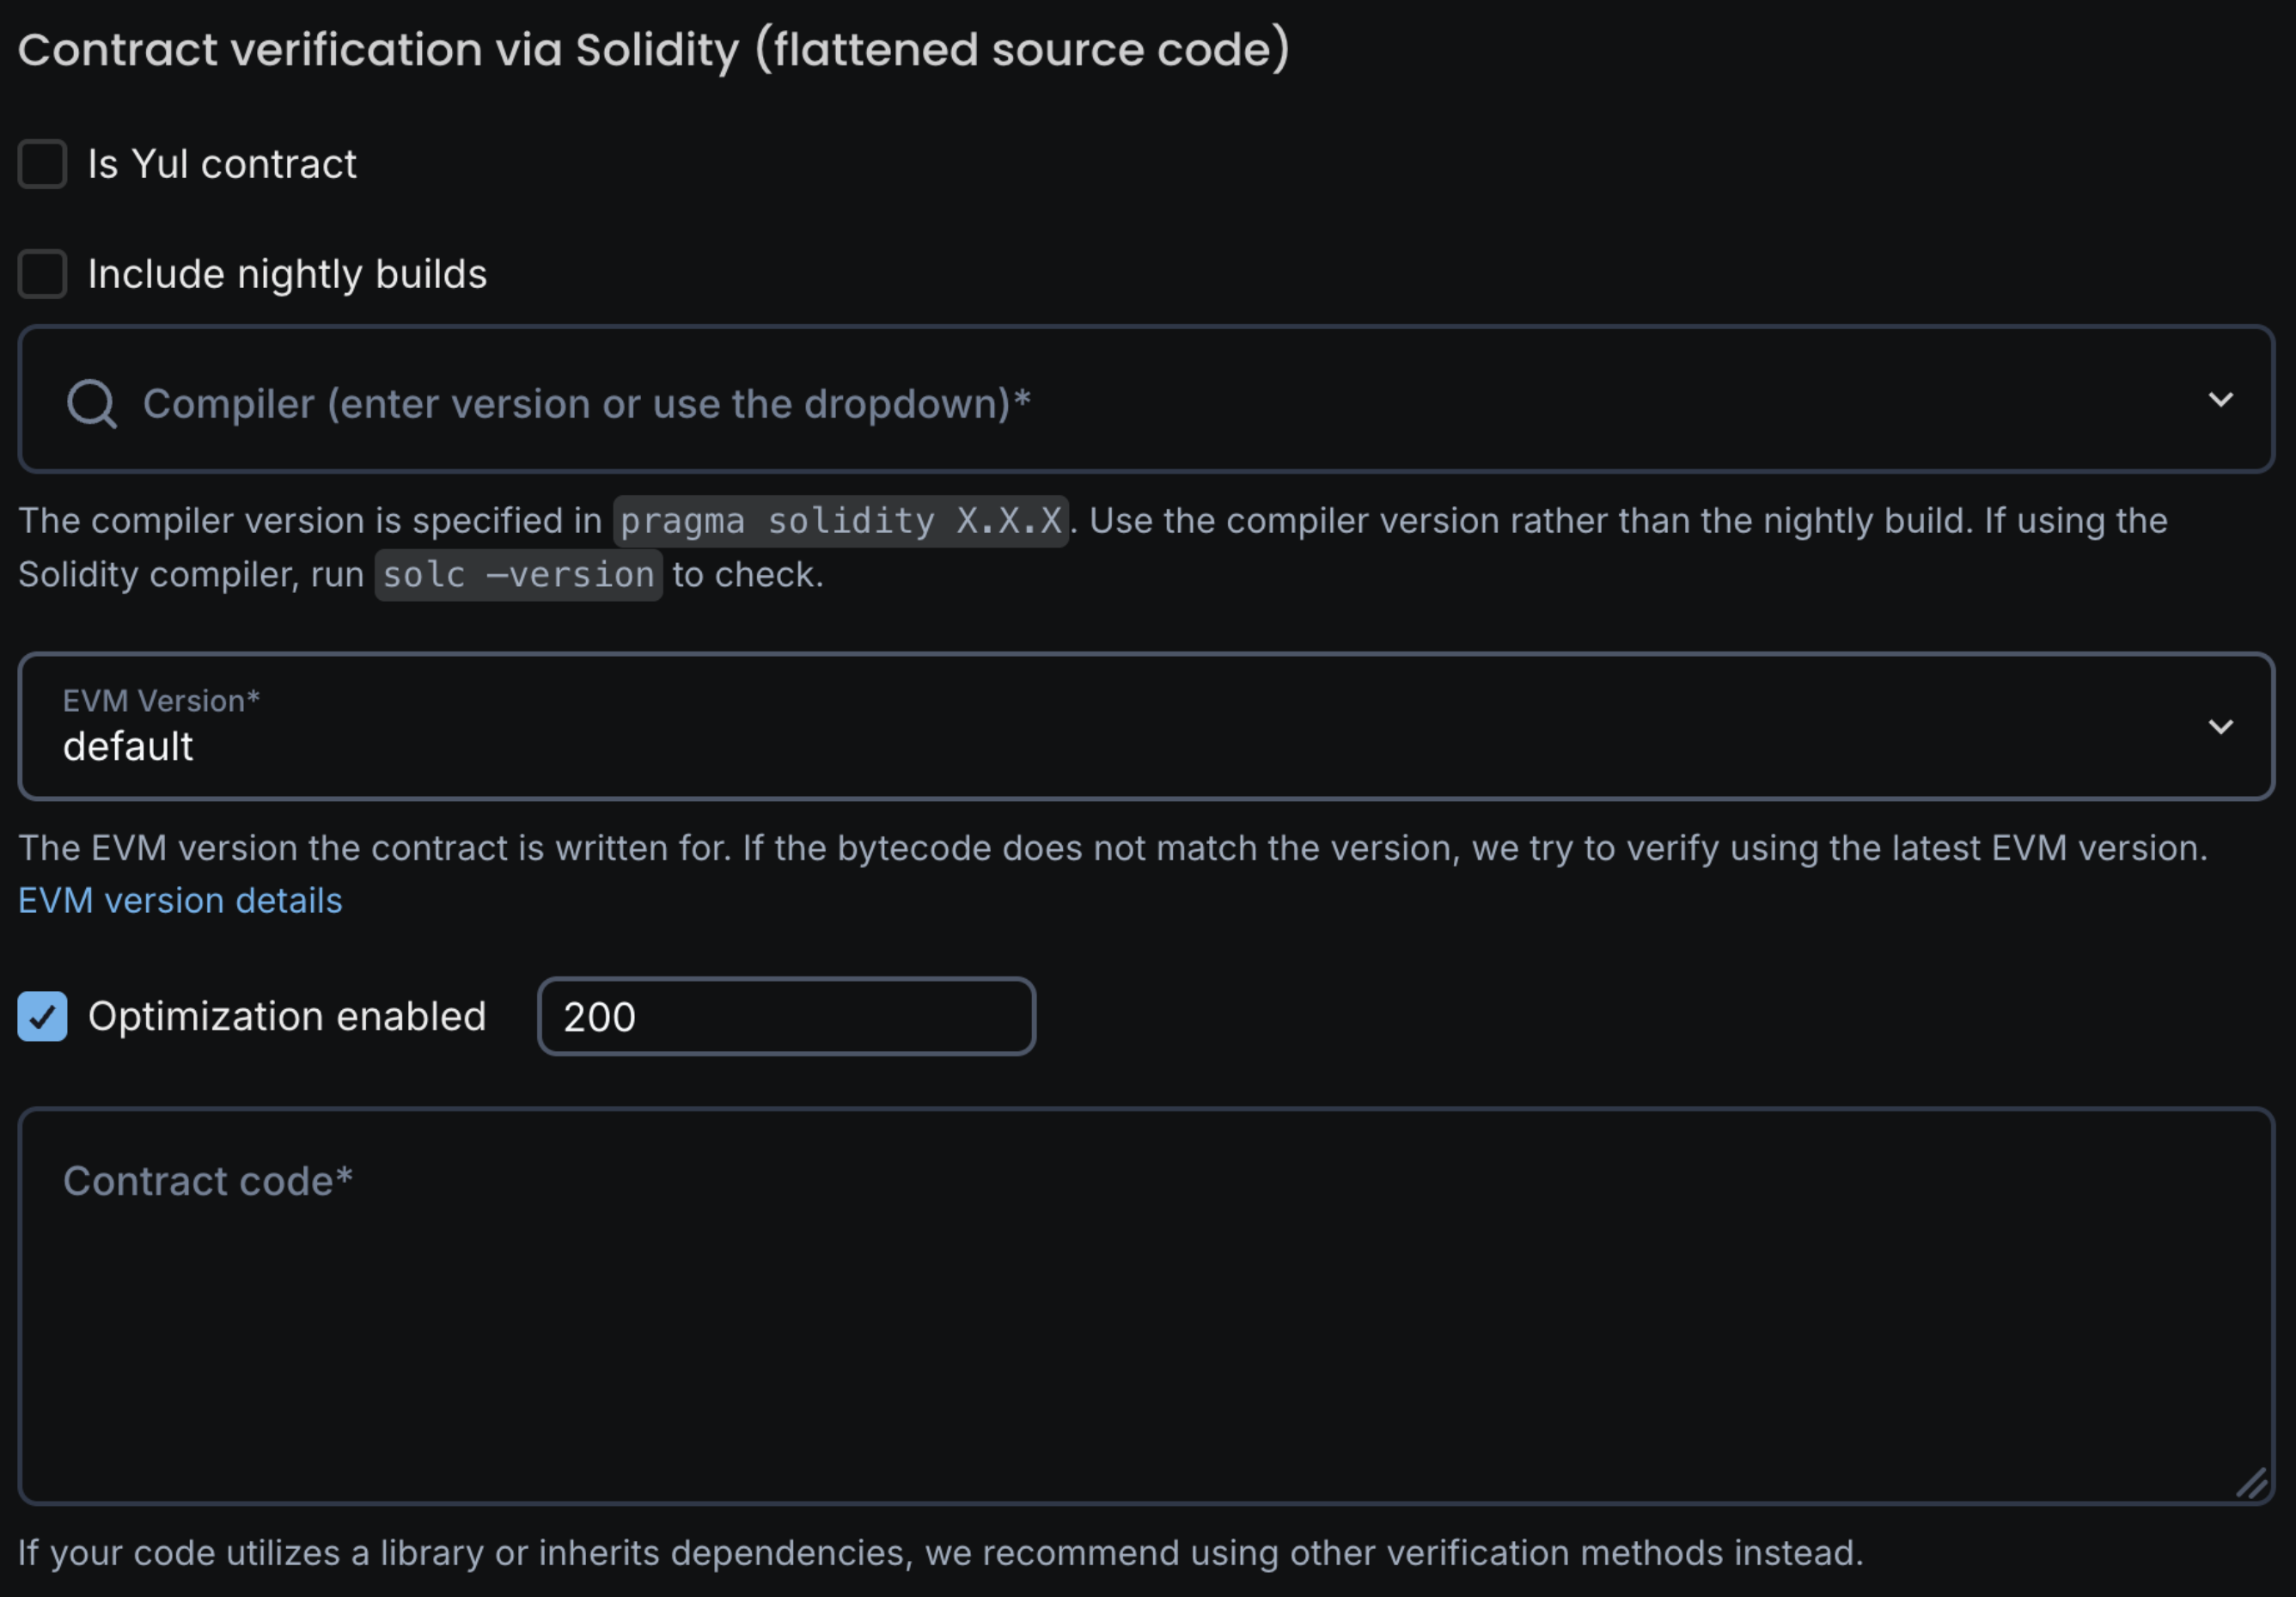 Contract verification via Solidity (flattened source code)
Is Yul contract
Include nightly builds
Compiler (enter version or use the dropdown)*
The compiler version is specified in pragma solidity X.X.X. Use the compiler version rather than the nightly build. If using the
Solidity compiler, run solc —version to check.
EVM Version*
default
The EVM version the contract is written for. If the bytecode does not match the version, we try to verify using the latest EVM version.
EVM version details
Optimization enabled 200
Contract code*
If your code utilizes a library or inherits dependencies, we recommend using other verification methods instead.